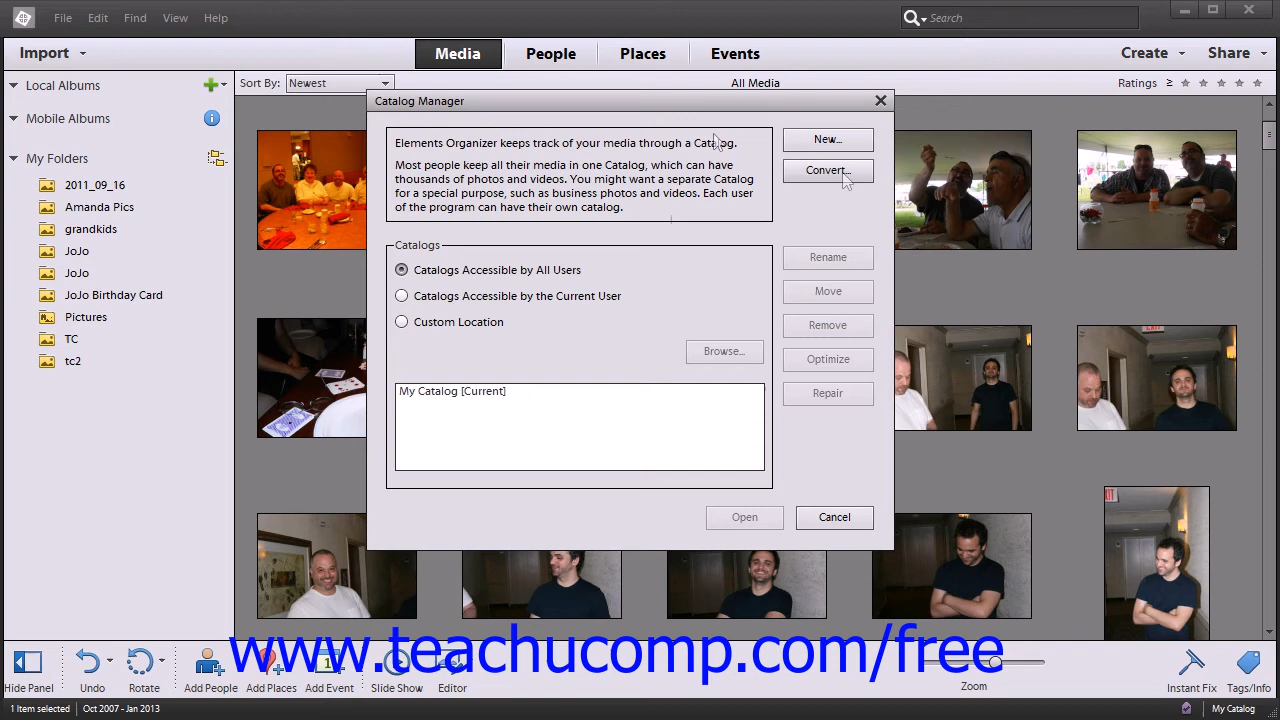 File Edit Find View Help
Search
Import
Media People Places Events
Create Share
Local Albums
Sort By: Newest
All Media
Ratings ≥
Mobile Albums
My Folders
2011_09_16
Amanda Pics
grandkids
JoJo
JoJo
JoJo Birthday Card
Pictures
TC
tc2
Catalog Manager
Elements Organizer keeps track of your media through a Catalog.
Most people keep all their media in one Catalog, which can have
thousands of photos and videos. You might want a separate Catalog
for a special purpose, such as business photos and videos. Each user
of the program can have their own catalog.
New...
Convert...
Catalogs
Catalogs Accessible by All Users
Catalogs Accessible by the Current User
Custom Location
Browse...
My Catalog [Current]
Rename
Move
Remove
Optimize
Repair
Open
Cancel
EXIT
EXIT
www.teachucomp.com/free
Hide Panel Undo Rotate Add People Add Places Add Event Slide Show Editor Zoom Instant Fix Tags/Info
1 Item selected Oct 2007 - Jan 2013 My Catalog